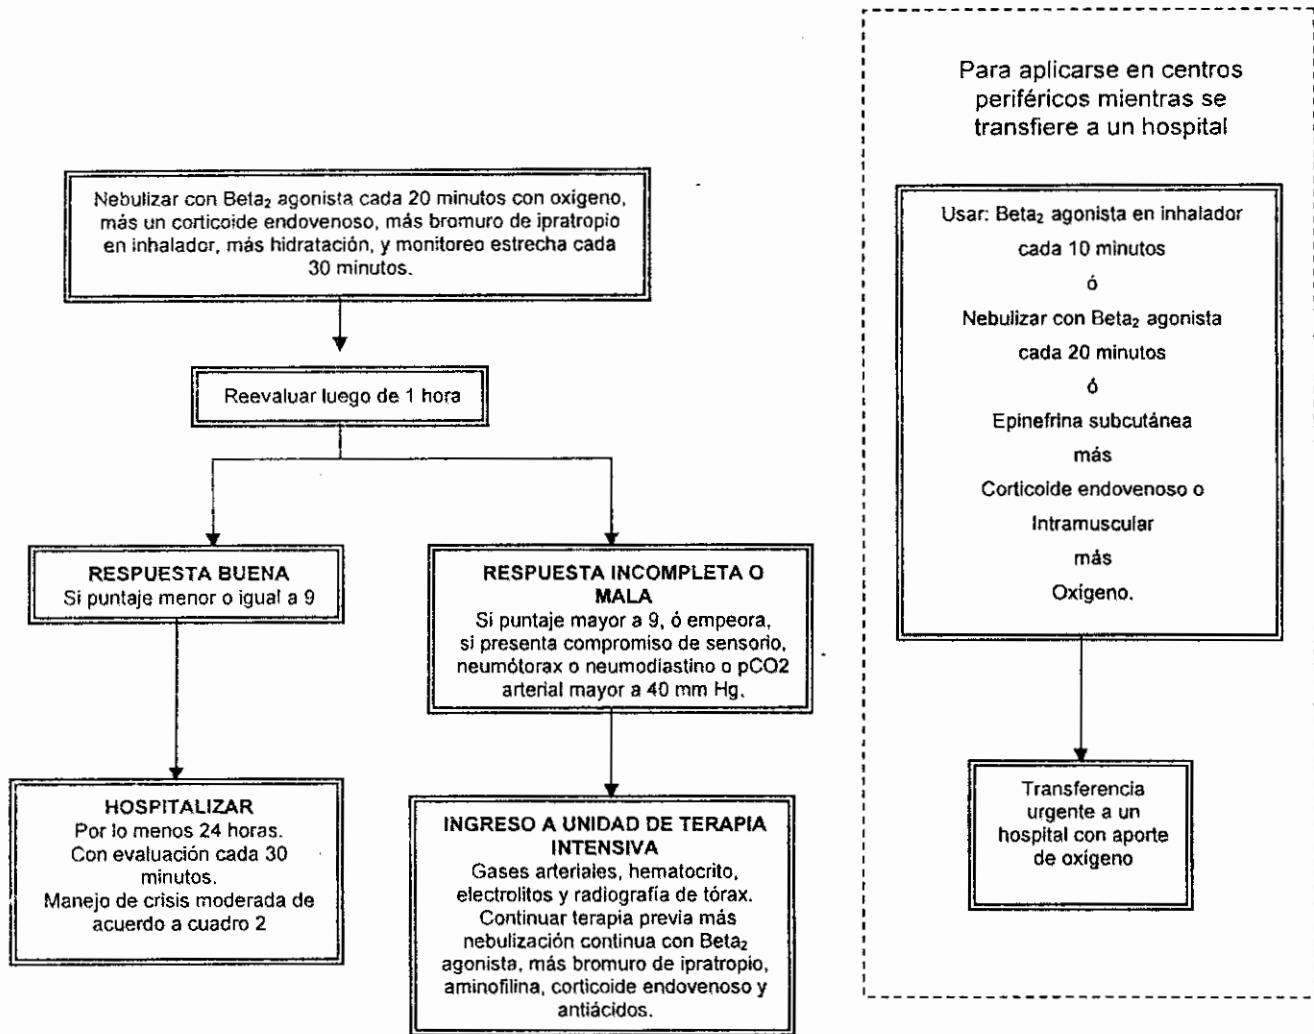 Nebulizar con Beta₂ agonista cada 20 minutos con oxígeno,
más un corticoide endovenoso, más bromuro de ipratropio
en inhalador, más hidratación, y monitoreo estrecha cada
30 minutos.
Reevaluar luego de 1 hora
RESPUESTA BUENA
Si puntaje menor o igual a 9
RESPUESTA INCOMPLETA O
MALA
Si puntaje mayor a 9, ó empeora,
si presenta compromiso de sensorio,
neumótorax o neumodiastino o pCO2
arterial mayor a 40 mm Hg.
HOSPITALIZAR
Por lo menos 24 horas.
Con evaluación cada 30
minutos.
Manejo de crisis moderada de
acuerdo a cuadro 2
INGRESO A UNIDAD DE TERAPIA
INTENSIVA
Gases arteriales, hematocrito,
electrolitos y radiografía de tórax.
Continuar terapia previa más
nebulización continua con Beta₂
agonista, más bromuro de ipratropio,
aminofilina, corticoide endovenoso y
antiácidos.
Para aplicarse en centros
periféricos mientras se
transfiere a un hospital
Usar: Beta₂ agonista en inhalador
cada 10 minutos
ó
Nebulizar con Beta₂ agonista
cada 20 minutos
ó
Epinefrina subcutánea
más
Corticoide endovenoso o
Intramuscular
más
Oxígeno.
Transferencia
urgente a un
hospital con aporte
de oxígeno